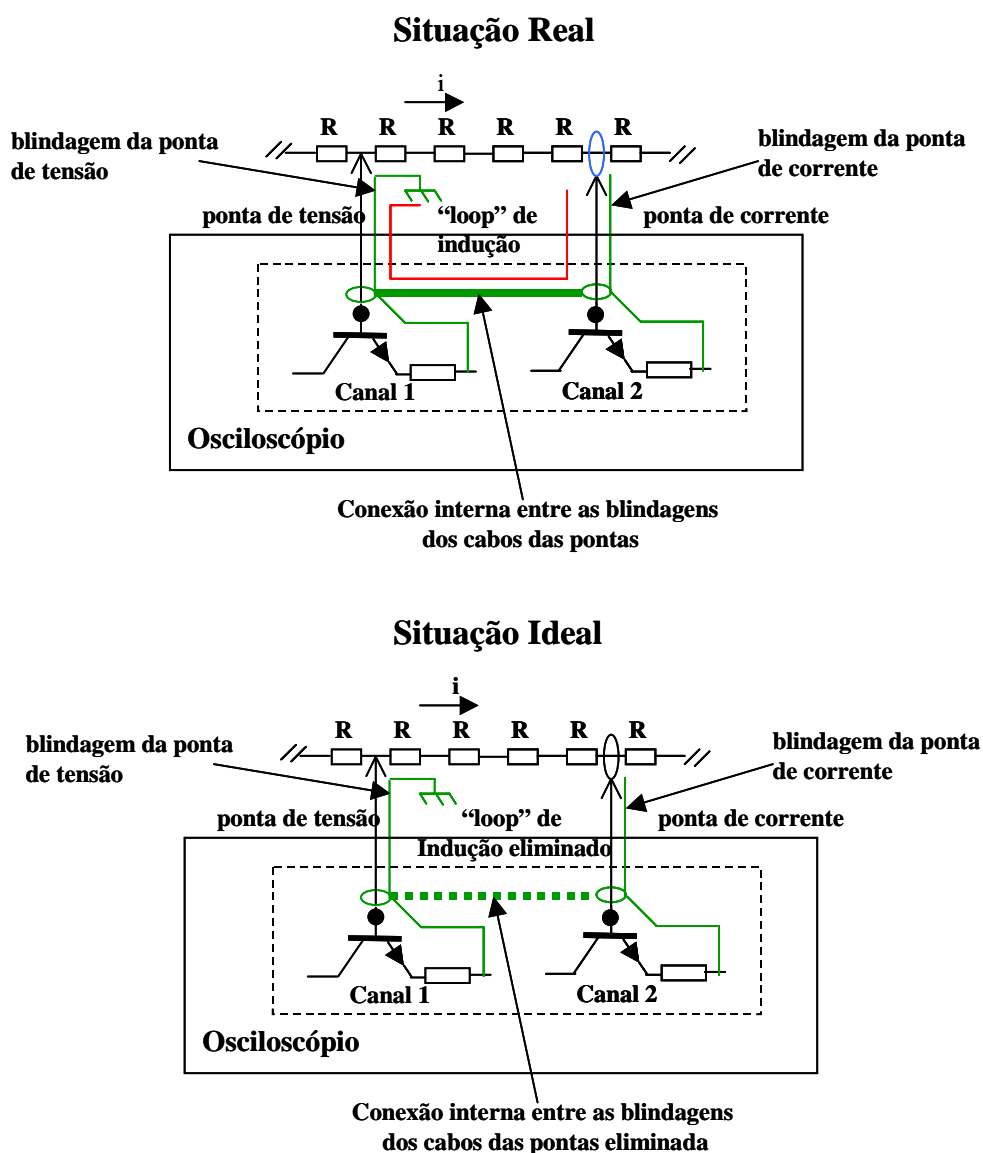 Situação Real
i
R R R R R R
blindagem da ponta
de tensão
blindagem da ponta
de corrente
ponta de tensão
“loop” de
indução
ponta de corrente
Canal 1
Canal 2
Osciloscópio
Conexão interna entre as blindagens
dos cabos das pontas
Situação Ideal
i
R R R R R R
blindagem da ponta
de tensão
blindagem da ponta
de corrente
ponta de tensão
“loop” de
Indução eliminado
ponta de corrente
Canal 1
Canal 2
Osciloscópio
Conexão interna entre as blindagens
dos cabos das pontas eliminada